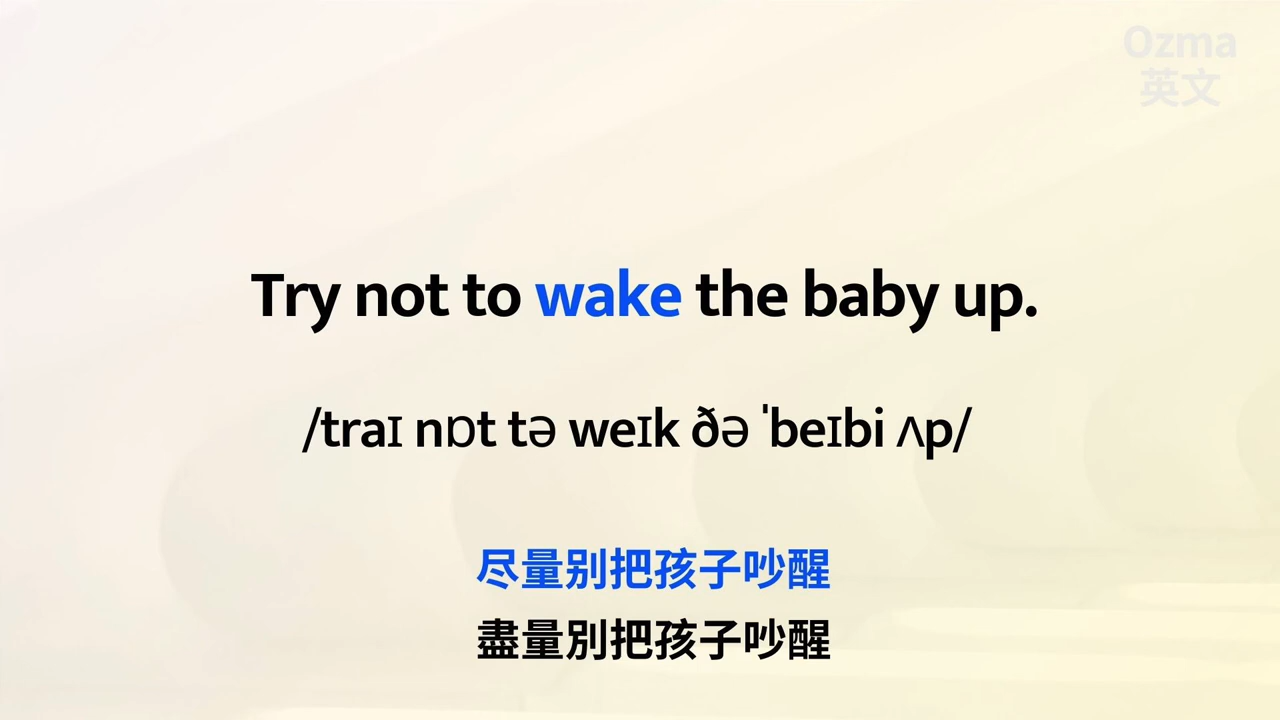 Ozma
英文
Try not to wake the baby up.
/traɪ nɒt tə weɪk ðə ˈbeɪbi ʌp/
尽量别把孩子吵醒
盡量別把孩子吵醒